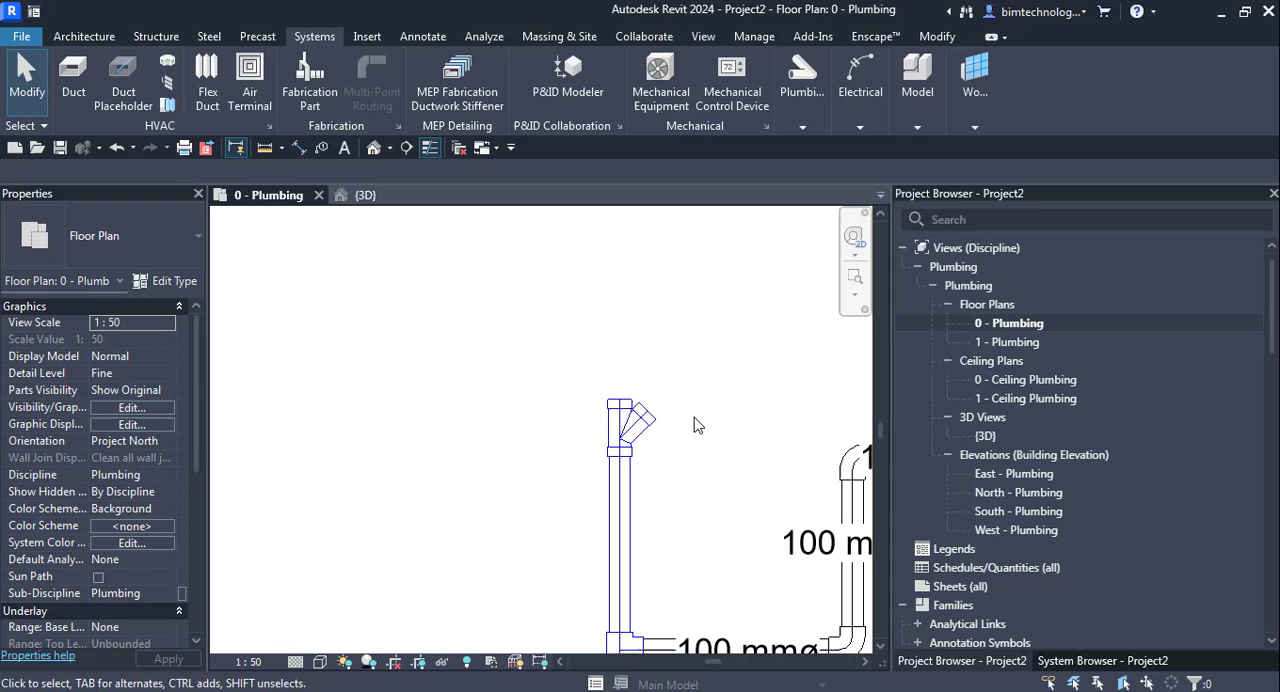 Autodesk Revit 2024 - Project2 - Floor Plan: 0 - Plumbing
bimtechnolog...
File Architecture Structure Steel Precast Systems Insert Annotate Analyze Massing & Site Collaborate View Manage Add-Ins Enscape™ Modify
Modify
Duct
Duct Placeholder
Flex Duct
Air Terminal
Fabrication Part
Multi-Point Routing
MEP Fabrication Ductwork Stiffener
P&ID Modeler
Mechanical Equipment
Mechanical Control Device
Plumbi...
Electrical
Model
Wo...
Select HVAC Fabrication MEP Detailing P&ID Collaboration Mechanical
Properties
0 - Plumbing
{3D}
Project Browser - Project2
Floor Plan
Floor Plan: 0 - Plumb
Edit Type
Graphics
View Scale 1 : 50
Scale Value 1: 50
Display Model Normal
Detail Level Fine
Parts Visibility Show Original
Visibility/Grap... Edit...
Graphic Displ... Edit...
Orientation Project North
Wall Join Disp... Clean all wall j...
Discipline Plumbing
Show Hidden ... By Discipline
Color Scheme... Background
Color Scheme <none>
System Color ... Edit...
Default Analy... None
Sun Path
Sub-Discipline Plumbing
Underlay
Range: Base L... None
Range: Top Le... Unbounded
Properties help
Apply
2D
1
100 m
100 mmø
Search
Views (Discipline)
Plumbing
Plumbing
Floor Plans
0 - Plumbing
1 - Plumbing
Ceiling Plans
0 - Ceiling Plumbing
1 - Ceiling Plumbing
3D Views
{3D}
Elevations (Building Elevation)
East - Plumbing
North - Plumbing
South - Plumbing
West - Plumbing
Legends
Schedules/Quantities (all)
Sheets (all)
Families
Analytical Links
Annotation Symbols
1 : 50
Project Browser - Project2
System Browser - Project2
Click to select, TAB for alternates, CTRL adds, SHIFT unselects.
Main Model
:0